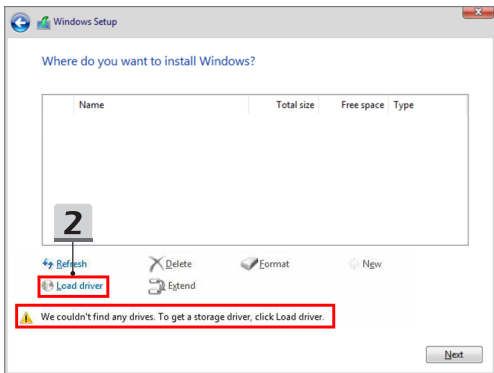 Windows Setup
Where do you want to install Windows?
Name Total size Free space Type
2
Refresh Delete Format New
Load driver Extend
We couldn't find any drives. To get a storage driver, click Load driver.
Next